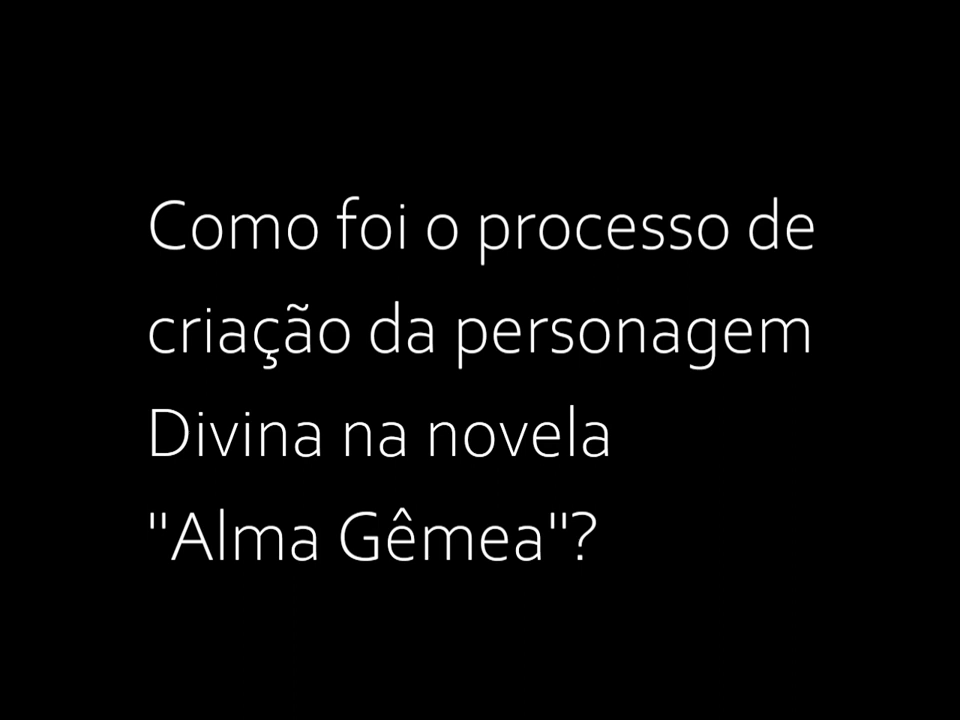 Como foi o processo de
criação da personagem
Divina na novela
"Alma Gêmea"?